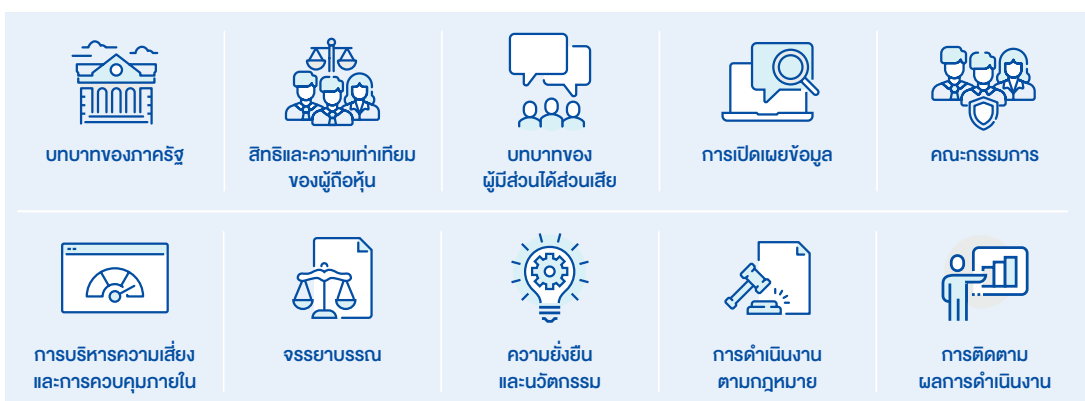 บทบาทของภาครัฐ
สิทธิและความเท่าเทียม
ของผู้ถือหุ้น
บทบาทของ
ผู้มีส่วนได้ส่วนเสีย
การเปิดเผยข้อมูล
คณะกรรมการ
การบริหารความเสี่ยง
และการควบคุมภายใน
จรรยาบรรณ
ความยั่งยืน
และนวัตกรรม
การดำเนินงาน
ตามกฎหมาย
การติดตาม
ผลการดำเนินงาน